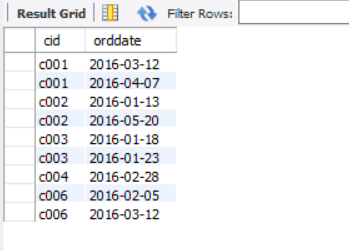 Result Grid Filter Rows:
cid orddate
c001 2016-03-12
c001 2016-04-07
c002 2016-01-13
c002 2016-05-20
c003 2016-01-18
c003 2016-01-23
c004 2016-02-28
c006 2016-02-05
c006 2016-03-12